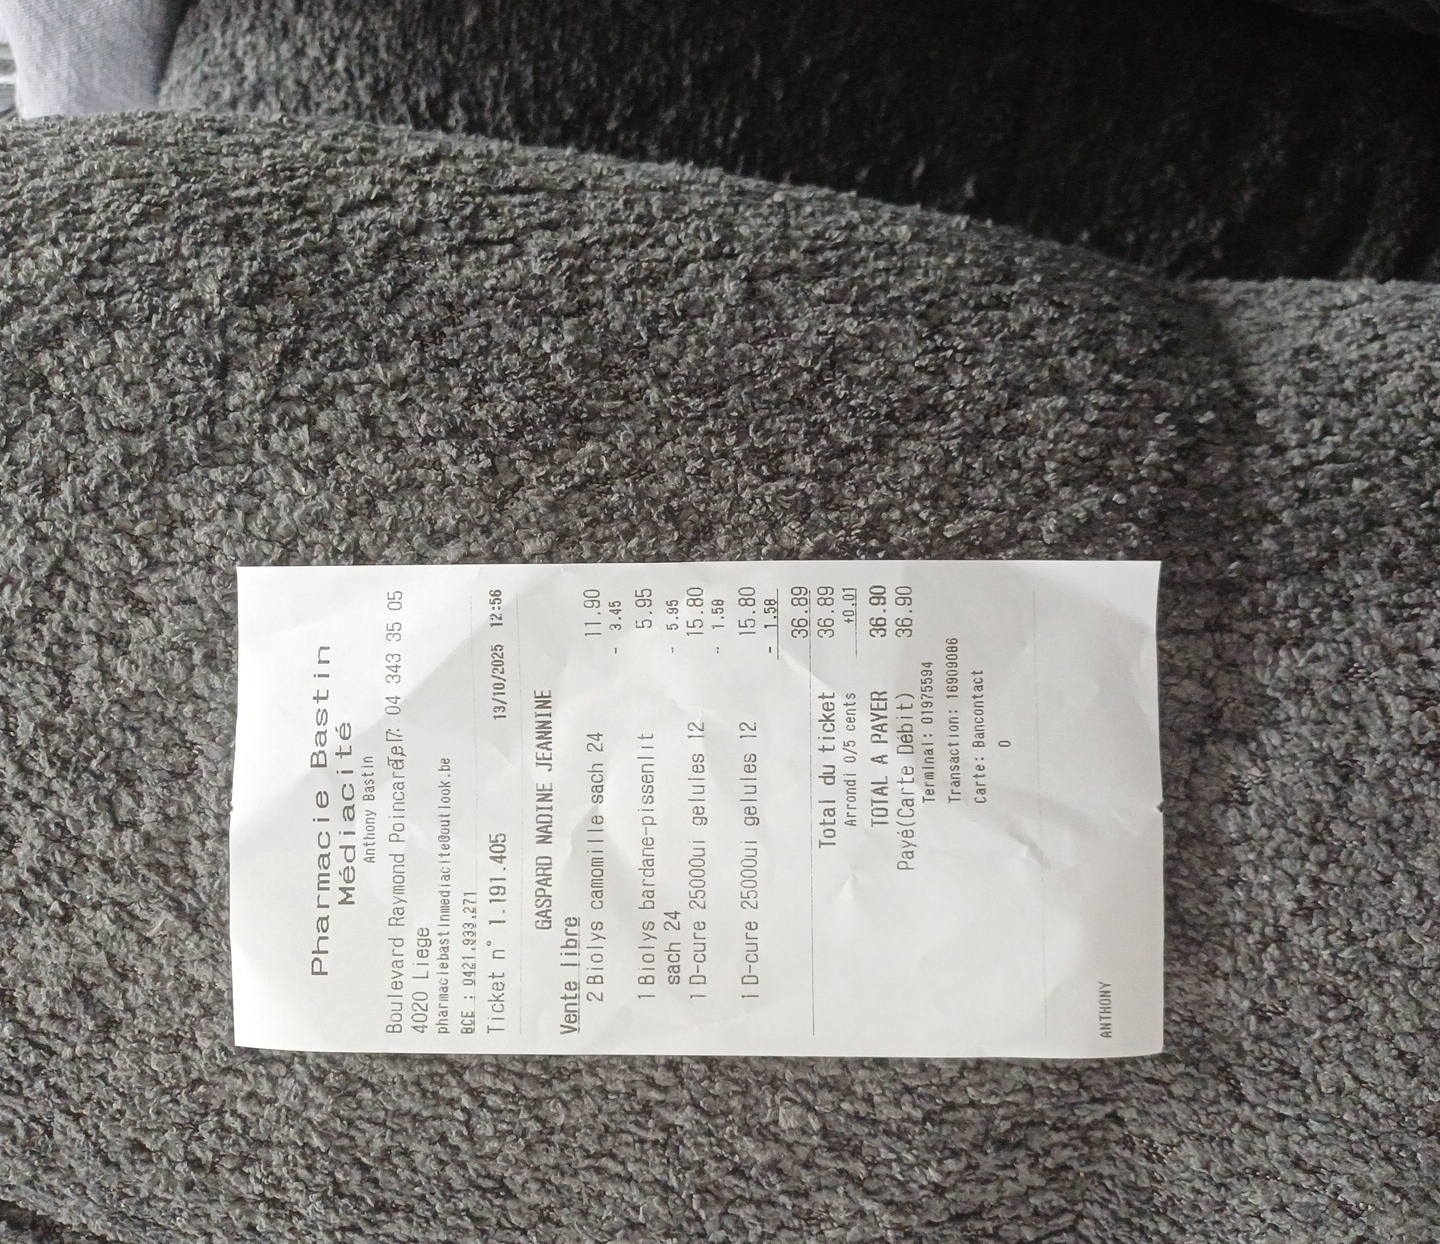 Pharmacie Bastin
Médiacité
Anthony Bastin
Boulevard Raymond Poincaré, 7: 04 343 35 05
4020 Liege
pharmaciebastinmediacite@outlook.be
BCE : 0421.933.271
Ticket n° 1.191.405 13/10/2025 12:56
GASPARD NADINE JEANNINE
Vente libre
2 Biolys camomille sach 24 11.90
- 3.45
1 Biolys bardane-pissenlit 5.95
sach 24 - 5.95
1 D-cure 25000ui gelules 12 15.80
- 1.58
1 D-cure 25000ui gelules 12 15.80
- 1.58
36.89
Total du ticket 36.89
Arrondi 0/5 cents +0.01
TOTAL A PAYER 36.90
Payé(Carte Débit) 36.90
Terminal: 01975594
Transaction: 16909086
Carte: Bancontact
0
ANTHONY